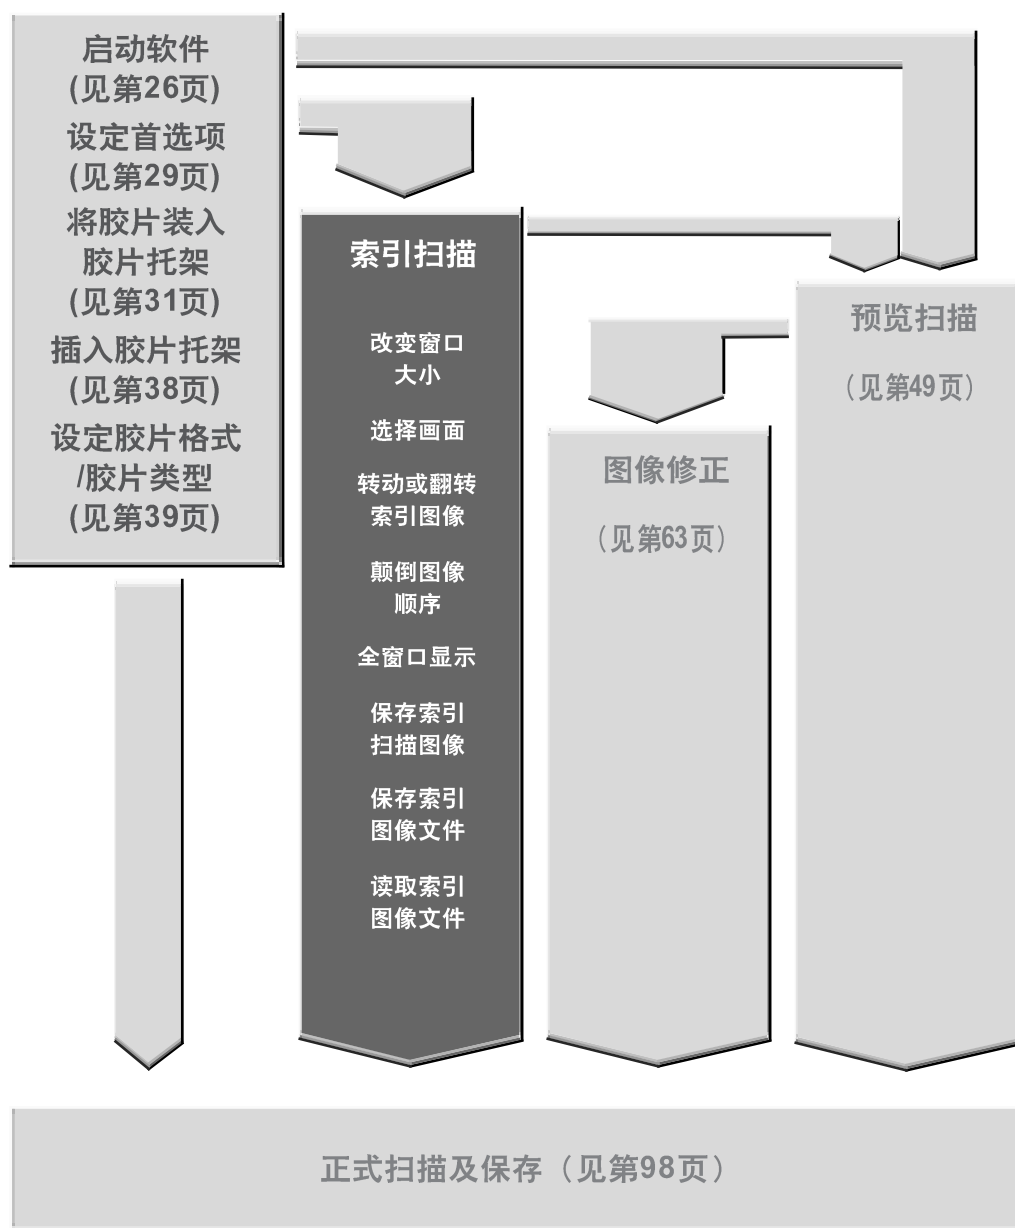 启动软件
(见第26页)
设定首选项
(见第29页)
将胶片装入
胶片托架
(见第31页)
插入胶片托架
(见第38页)
设定胶片格式
/胶片类型
(见第39页)
索引扫描
改变窗口
大小
选择画面
转动或翻转
索引图像
颠倒图像
顺序
全窗口显示
保存索引
扫描图像
保存索引
图像文件
读取索引
图像文件
图像修正
（见第63页）
预览扫描
（见第49页）
正式扫描及保存（见第98页）